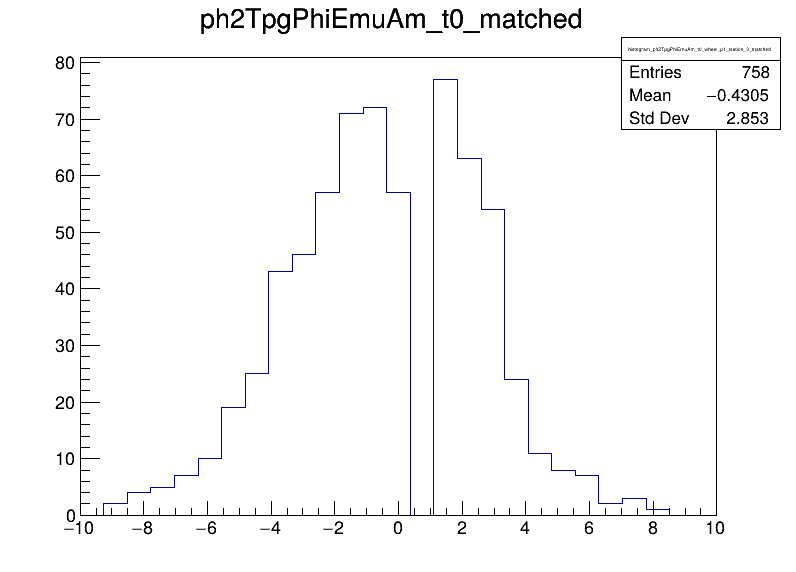 ph2TpgPhiEmuAm_t0_matched
histogram_ph2TpgPhiEmuAm_t0_wheel_p1_station_3_matched
Entries 758
Mean −0.4305
Std Dev 2.853
80
70
60
50
40
30
20
10
0
−10 −8 −6 −4 −2 0 2 4 6 8 10